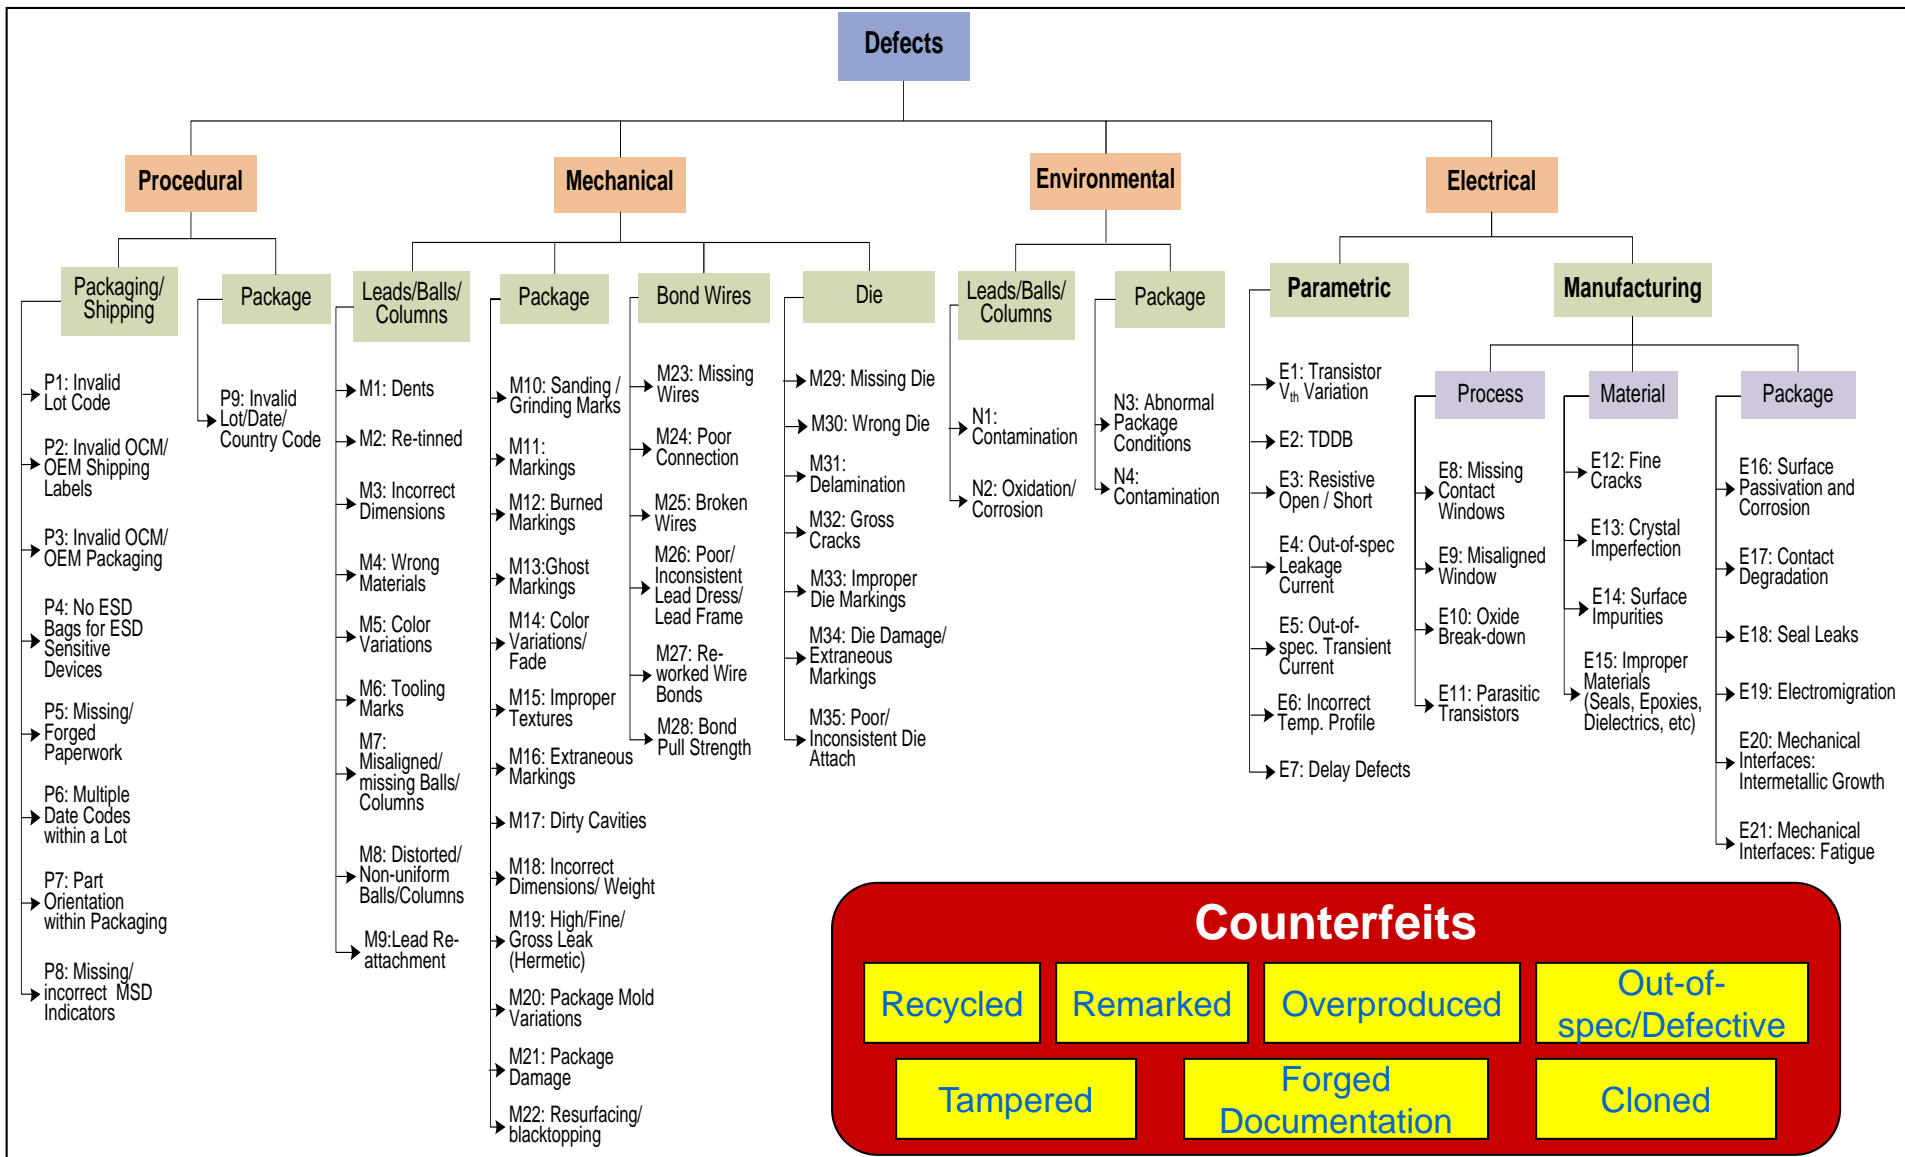 Defects
Procedural
Mechanical
Environmental
Electrical
Packaging/
Shipping
Package
Leads/Balls/
Columns
Package
Bond Wires
Die
Leads/Balls/
Columns
Package
Parametric
Manufacturing
Process
Material
Package
P1: Invalid
Lot Code
P2: Invalid OCM/
OEM Shipping
Labels
P3: Invalid OCM/
OEM Packaging
P4: No ESD
Bags for ESD
Sensitive
Devices
P5: Missing/
Forged
Paperwork
P6: Multiple
Date Codes
within a Lot
P7: Part
Orientation
within Packaging
P8: Missing/
incorrect MSD
Indicators
P9: Invalid
Lot/Date/
Country Code
M1: Dents
M2: Re-tinned
M3: Incorrect
Dimensions
M4: Wrong
Materials
M5: Color
Variations
M6: Tooling
Marks
M7:
Misaligned/
missing Balls/
Columns
M8: Distorted/
Non-uniform
Balls/Columns
M9:Lead Re-
attachment
M10: Sanding /
Grinding Marks
M11:
Markings
M12: Burned
Markings
M13:Ghost
Markings
M14: Color
Variations/
Fade
M15: Improper
Textures
M16: Extraneous
Markings
M17: Dirty Cavities
M18: Incorrect
Dimensions/ Weight
M19: High/Fine/
Gross Leak
(Hermetic)
M20: Package Mold
Variations
M21: Package
Damage
M22: Resurfacing/
blacktopping
M23: Missing
Wires
M24: Poor
Connection
M25: Broken
Wires
M26: Poor/
Inconsistent
Lead Dress/
Lead Frame
M27: Re-
worked Wire
Bonds
M28: Bond
Pull Strength
M29: Missing Die
M30: Wrong Die
M31:
Delamination
M32: Gross
Cracks
M33: Improper
Die Markings
M34: Die Damage/
Extraneous
Markings
M35: Poor/
Inconsistent Die
Attach
N1:
Contamination
N2: Oxidation/
Corrosion
N3: Abnormal
Package
Conditions
N4:
Contamination
E1: Transistor
Vth Variation
E2: TDDB
E3: Resistive
Open / Short
E4: Out-of-spec
Leakage
Current
E5: Out-of-
spec. Transient
Current
E6: Incorrect
Temp. Profile
E7: Delay Defects
E8: Missing
Contact
Windows
E9: Misaligned
Window
E10: Oxide
Break-down
E11: Parasitic
Transistors
E12: Fine
Cracks
E13: Crystal
Imperfection
E14: Surface
Impurities
E15: Improper
Materials
(Seals, Epoxies,
Dielectrics, etc)
E16: Surface
Passivation and
Corrosion
E17: Contact
Degradation
E18: Seal Leaks
E19: Electromigration
E20: Mechanical
Interfaces:
Intermetallic Growth
E21: Mechanical
Interfaces: Fatigue
Counterfeits
Recycled
Remarked
Overproduced
Out-of-
spec/Defective
Tampered
Forged
Documentation
Cloned